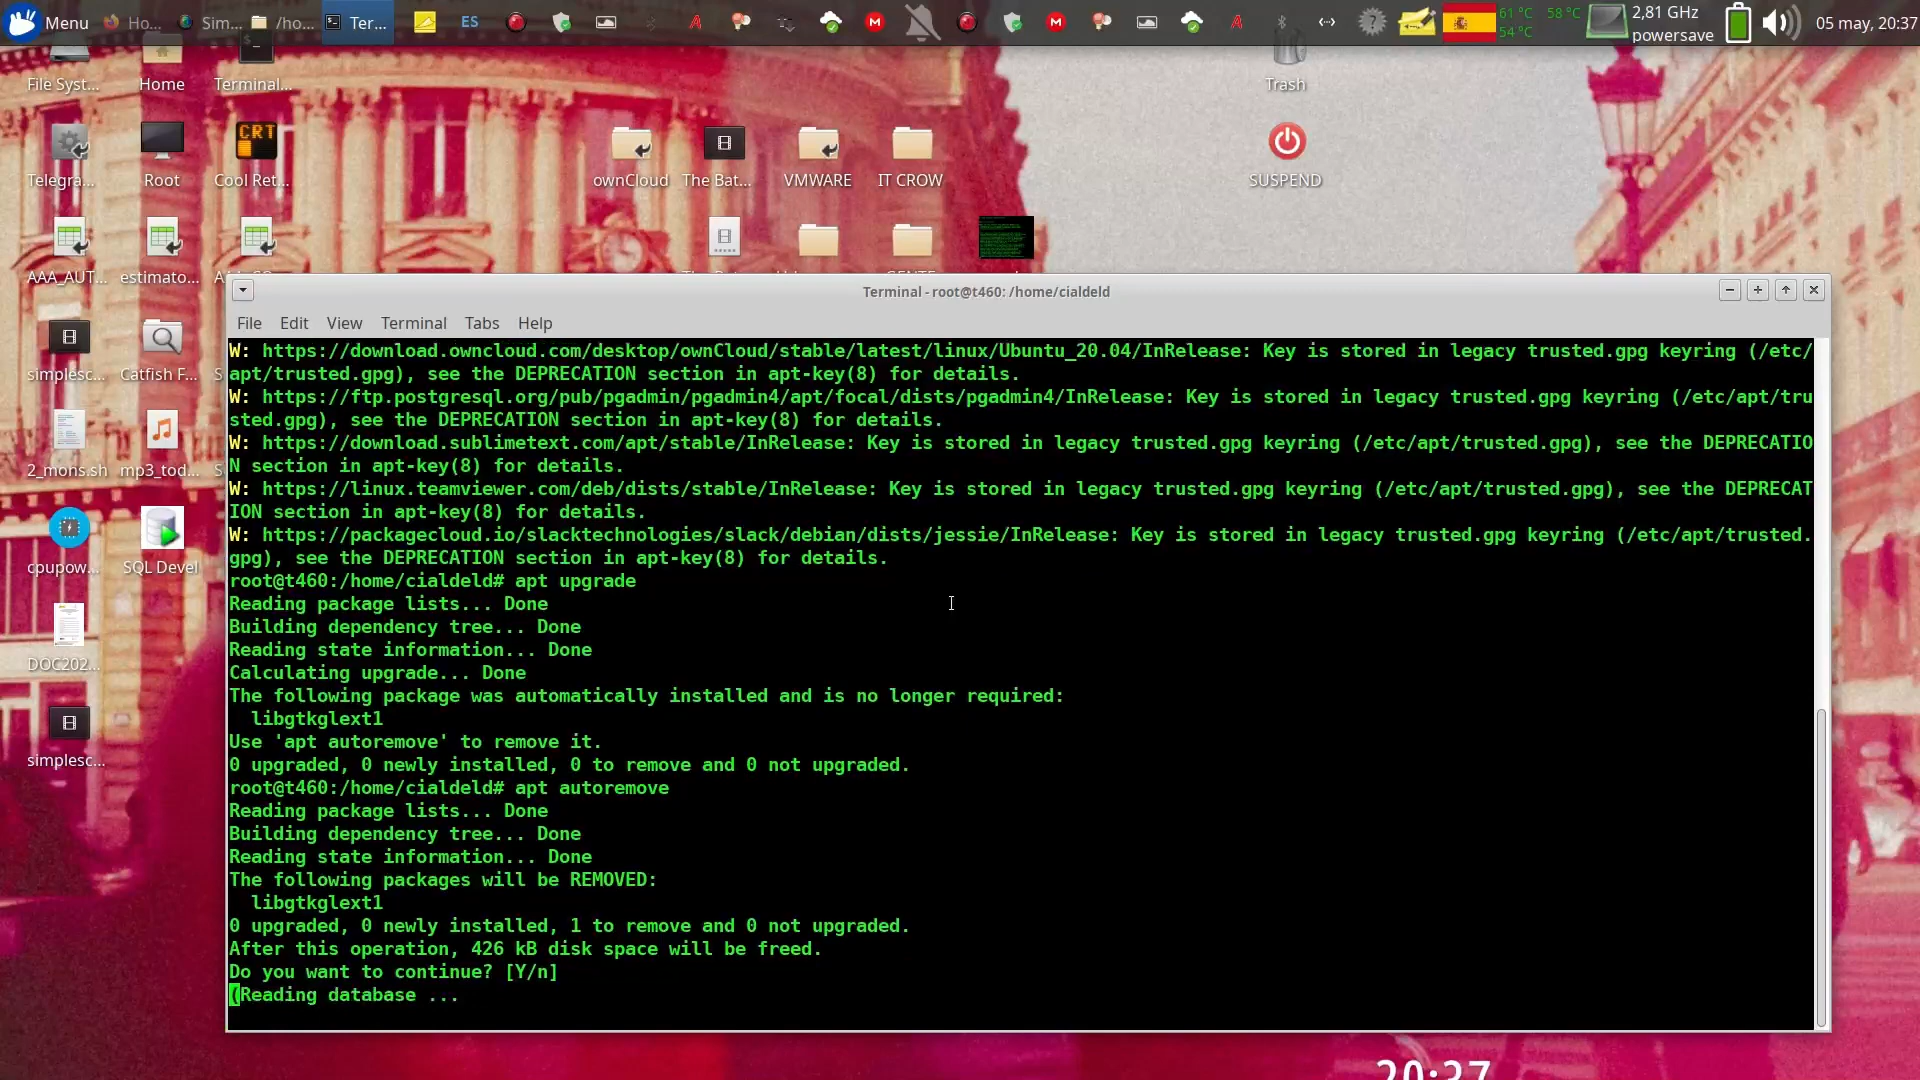 Menu Ho... Sim... /ho... Ter... ES 61 °C 58 °C 2,81 GHz 05 may, 20:37
54 °C powersave
File Syst... Home Terminal... Trash
CRT
Telegra... Root Cool Ret... ownCloud The Bat... VMWARE IT CROW SUSPEND
AAA_AUT... estimato...
Terminal - root@t460: /home/cialdeld
File Edit View Terminal Tabs Help
W: https://download.owncloud.com/desktop/ownCloud/stable/latest/linux/Ubuntu_20.04/InRelease: Key is stored in legacy trusted.gpg keyring (/etc/
apt/trusted.gpg), see the DEPRECATION section in apt-key(8) for details.
W: https://ftp.postgresql.org/pub/pgadmin/pgadmin4/apt/focal/dists/pgadmin4/InRelease: Key is stored in legacy trusted.gpg keyring (/etc/apt/tru
sted.gpg), see the DEPRECATION section in apt-key(8) for details.
W: https://download.sublimetext.com/apt/stable/InRelease: Key is stored in legacy trusted.gpg keyring (/etc/apt/trusted.gpg), see the DEPRECATIO
N section in apt-key(8) for details.
W: https://linux.teamviewer.com/deb/dists/stable/InRelease: Key is stored in legacy trusted.gpg keyring (/etc/apt/trusted.gpg), see the DEPRECAT
ION section in apt-key(8) for details.
W: https://packagecloud.io/slacktechnologies/slack/debian/dists/jessie/InRelease: Key is stored in legacy trusted.gpg keyring (/etc/apt/trusted.
gpg), see the DEPRECATION section in apt-key(8) for details.
root@t460:/home/cialdeld# apt upgrade
Reading package lists... Done
Building dependency tree... Done
Reading state information... Done
Calculating upgrade... Done
The following package was automatically installed and is no longer required:
libgtkglext1
Use 'apt autoremove' to remove it.
0 upgraded, 0 newly installed, 0 to remove and 0 not upgraded.
root@t460:/home/cialdeld# apt autoremove
Reading package lists... Done
Building dependency tree... Done
Reading state information... Done
The following packages will be REMOVED:
libgtkglext1
0 upgraded, 0 newly installed, 1 to remove and 0 not upgraded.
After this operation, 426 kB disk space will be freed.
Do you want to continue? [Y/n]
(Reading database ...
simplesc... Catfish F...
2_mons.sh mp3_tod...
cpupow... SQL Devel
DOC202...
simplesc...
20:37